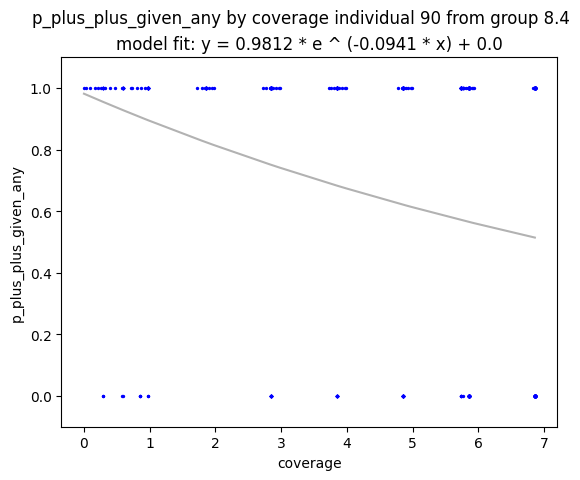 p_plus_plus_given_any by coverage individual 90 from group 8.4
model fit: y = 0.9812 * e ^ (-0.0941 * x) + 0.0
1.0
0.8
0.6
0.4
0.2
0.0
p_plus_plus_given_any
0 1 2 3 4 5 6 7
coverage